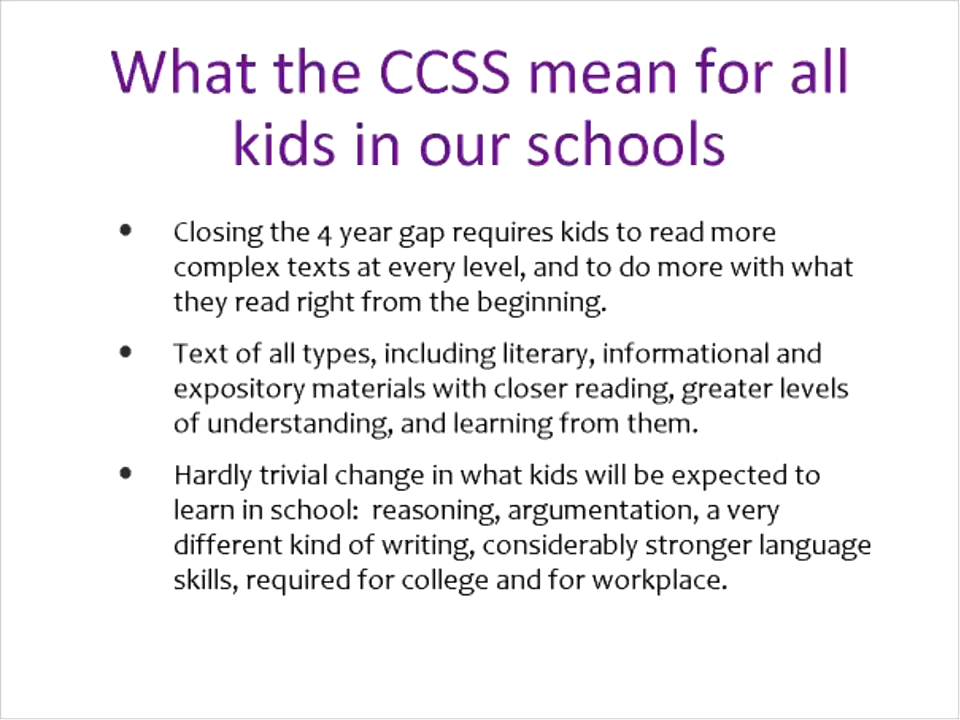 What the CCSS mean for all
kids in our schools
• Closing the 4 year gap requires kids to read more
complex texts at every level, and to do more with what
they read right from the beginning.
• Text of all types, including literary, informational and
expository materials with closer reading, greater levels
of understanding, and learning from them.
• Hardly trivial change in what kids will be expected to
learn in school:  reasoning, argumentation, a very
different kind of writing, considerably stronger language
skills, required for college and for workplace.